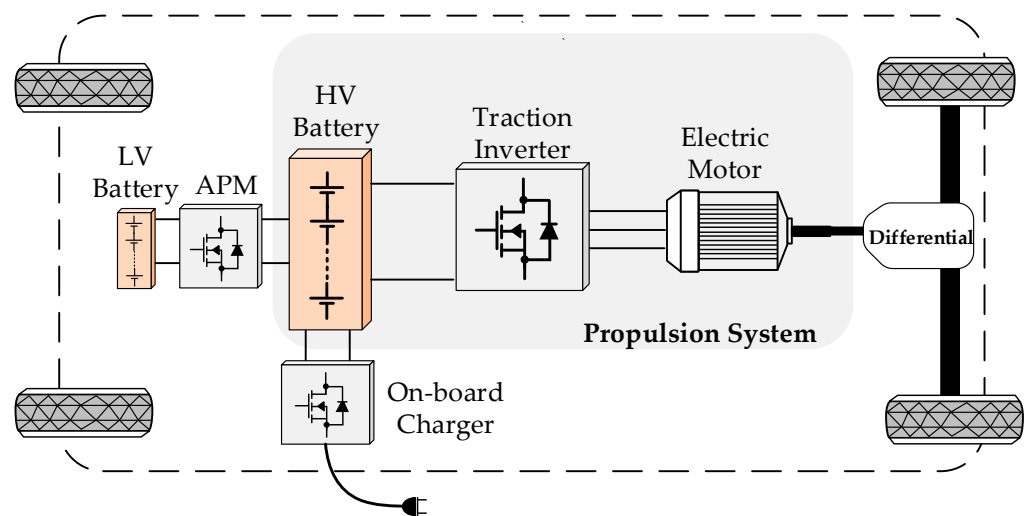 HV
Battery
Traction
Inverter
Electric
Motor
LV
Battery
APM
Differential
Propulsion System
On-board
Charger